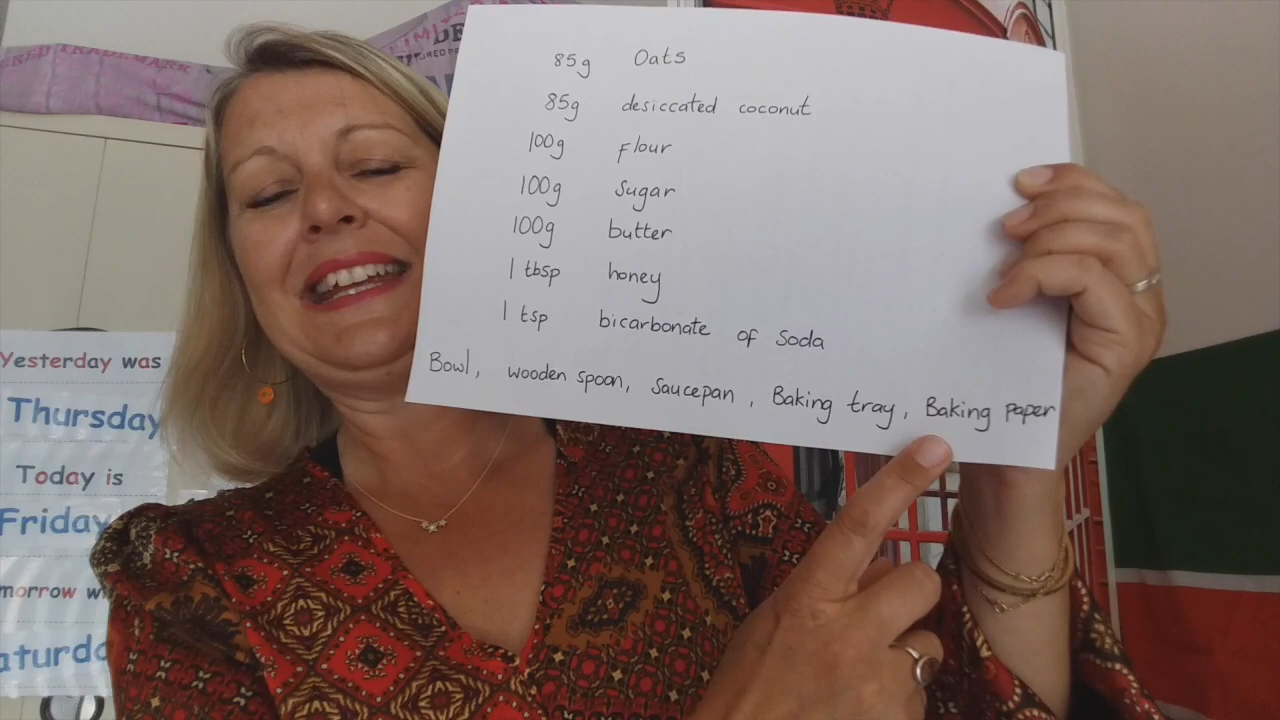 85g Oats
85g desiccated coconut
100g flour
100g sugar
100g butter
1 tbsp honey
1 tsp bicarbonate of Soda
Bowl, wooden spoon, saucepan, Baking tray, Baking paper
Yesterday was
Thursday
Today is
Friday